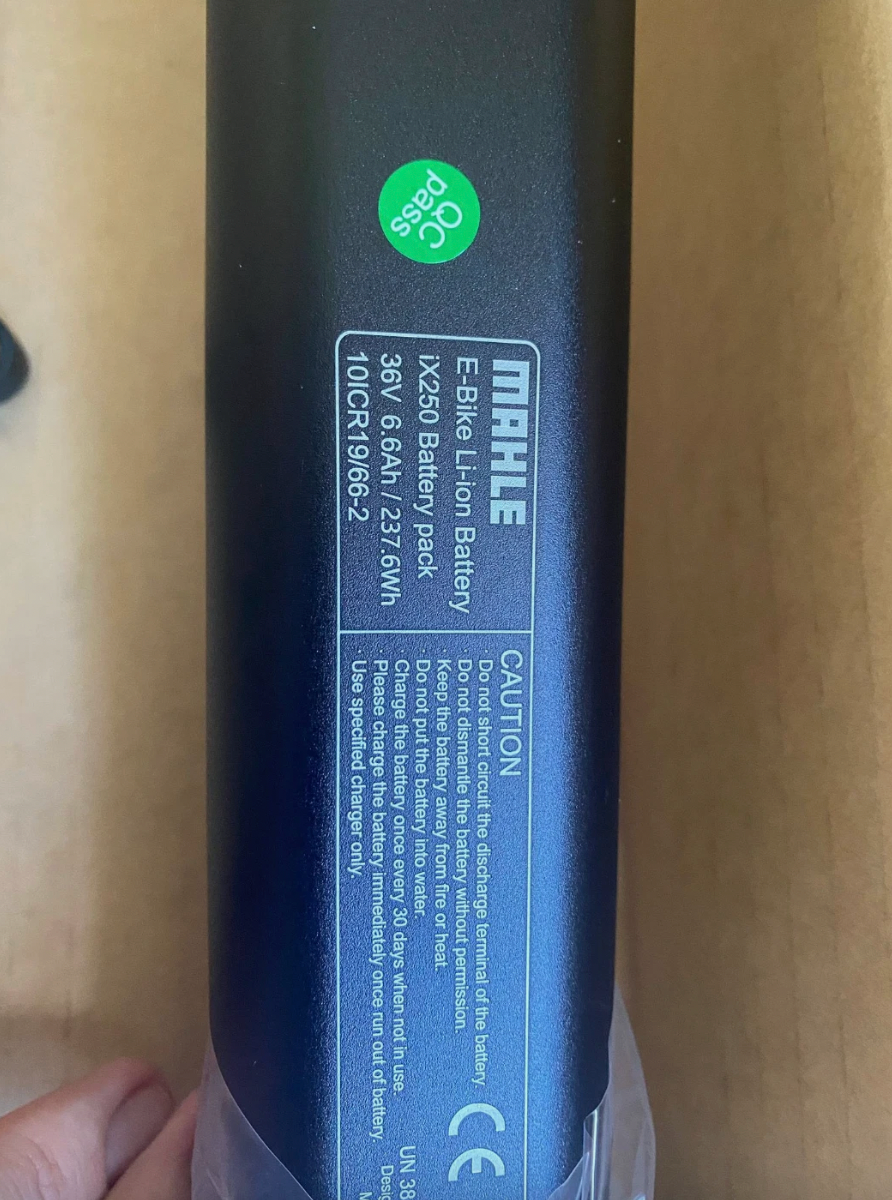 QC
pass
MAHLE
E-Bike Li-ion Battery
iX250 Battery pack
36V 6.6Ah / 237.6Wh
10ICR19/66-2
CAUTION
· Do not short circuit the discharge terminal of the battery
· Do not dismantle the battery without permission.
· Keep the battery away from fire or heat.
· Do not put the battery into water.
· Charge the battery once every 30 days when not in use.
· Please charge the battery immediately once run out of battery.
· Use specified charger only.
CE
UN 38